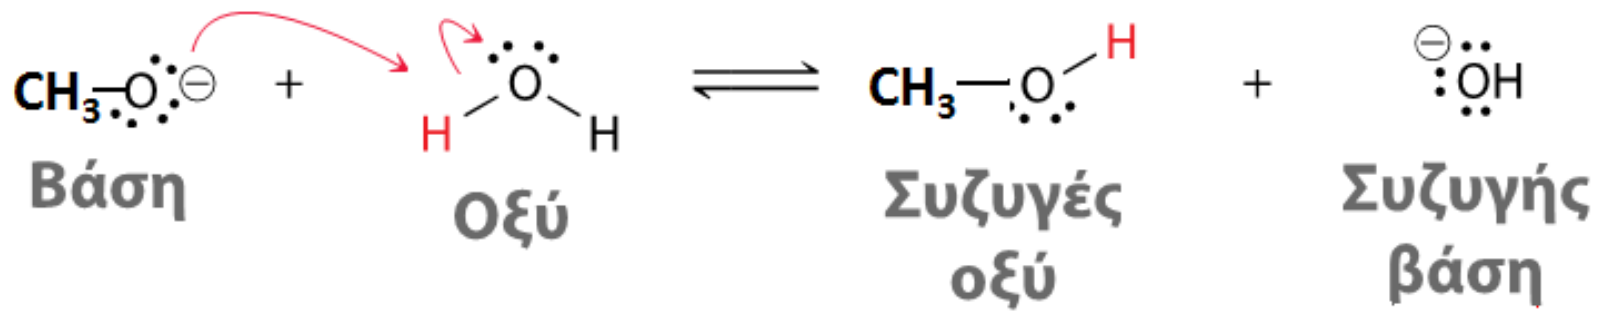 CH₃–O⊖ + H O H ⇌ CH₃–O H + ⊖OH
Βάση Οξύ Συζυγές οξύ Συζυγής βάση